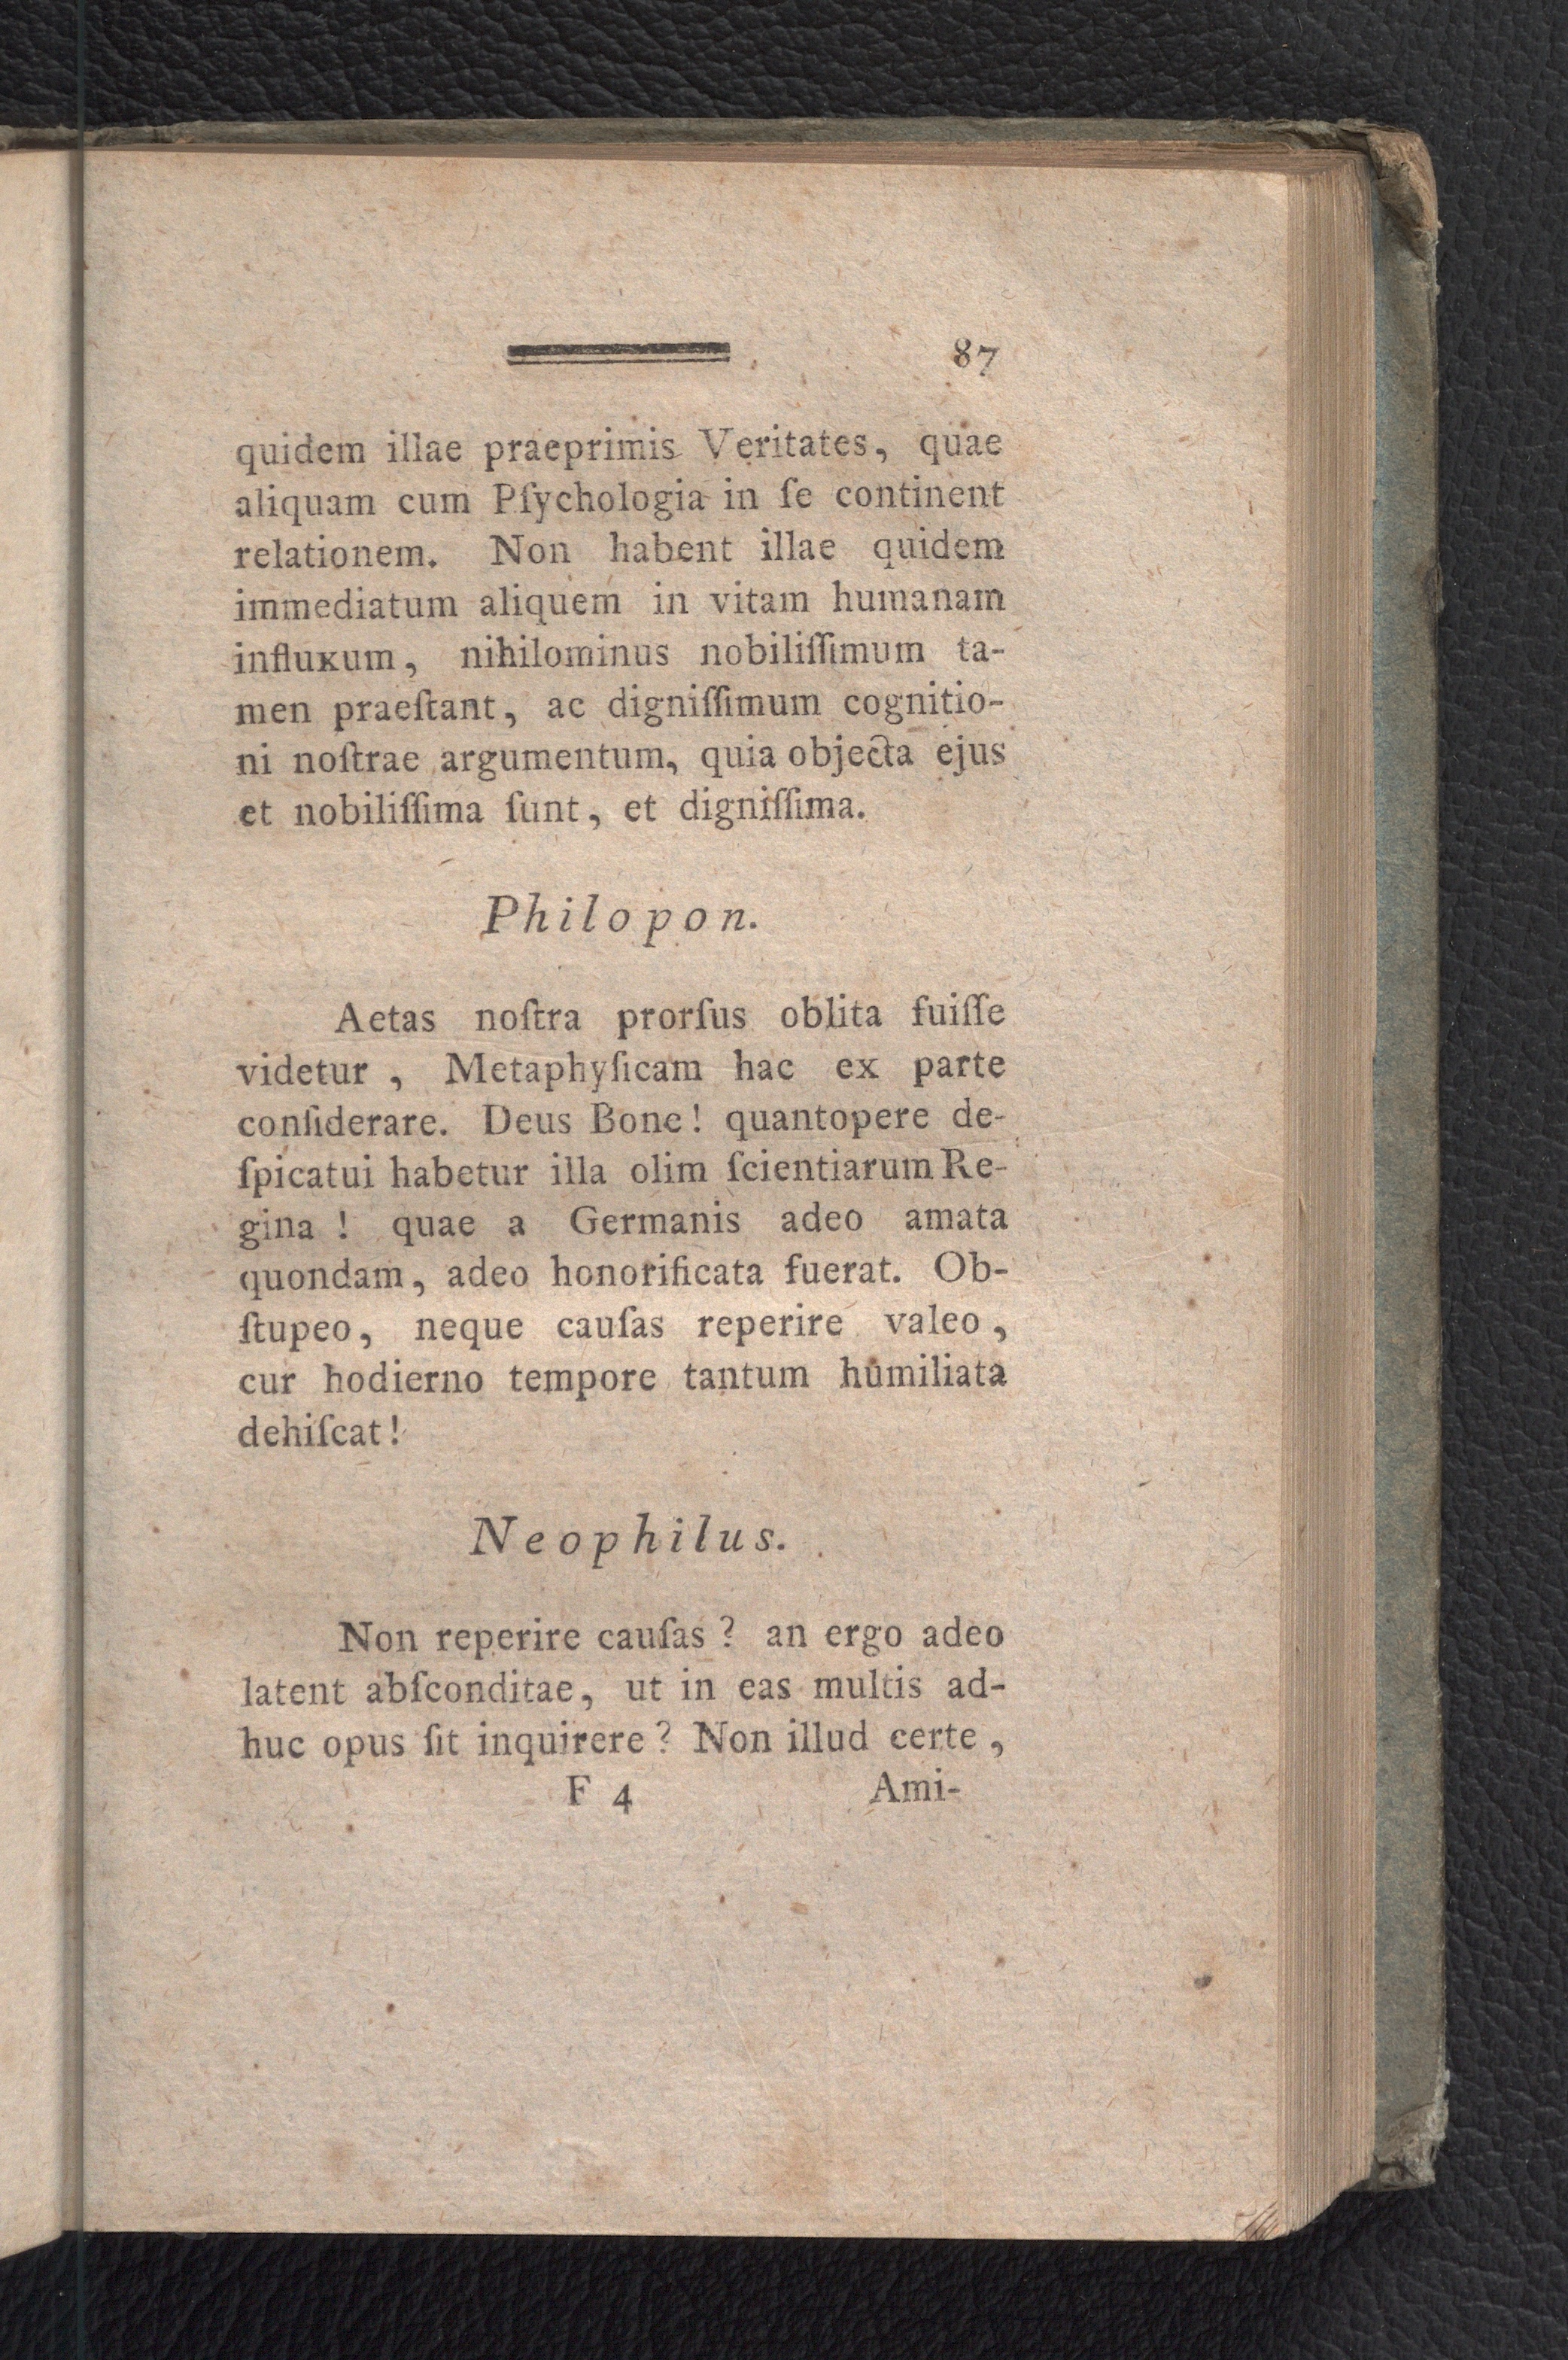 87
quidem illae praeprimis Veritates, quae
aliquam cum Pſychologia in ſe continent
relationem. Non habent illae quidem
immediatum aliquem in vitam humanam
influxum, nihilominus nobiliſſimum ta-
men praeſtant, ac digniſſimum cognitio-
ni noſtrae argumentum, quia objecta ejus
et nobiliſſima ſunt, et digniſſima.
Philopon.
Aetas noſtra prorſus oblita fuiſſe
videtur, Metaphyſicam hac ex parte
conſiderare. Deus Bone! quantopere de-
ſpicatui habetur illa olim ſcientiarum Re-
gina! quae a Germanis adeo amata
quondam, adeo honorificata fuerat. Ob-
ſtupeo, neque cauſas reperire valeo,
cur hodierno tempore tantum humiliata
dehiſcat!
Neophilus.
Non reperire cauſas? an ergo adeo
latent abſconditae, ut in eas multis ad-
huc opus ſit inquirere? Non illud certe,
F 4 Ami-